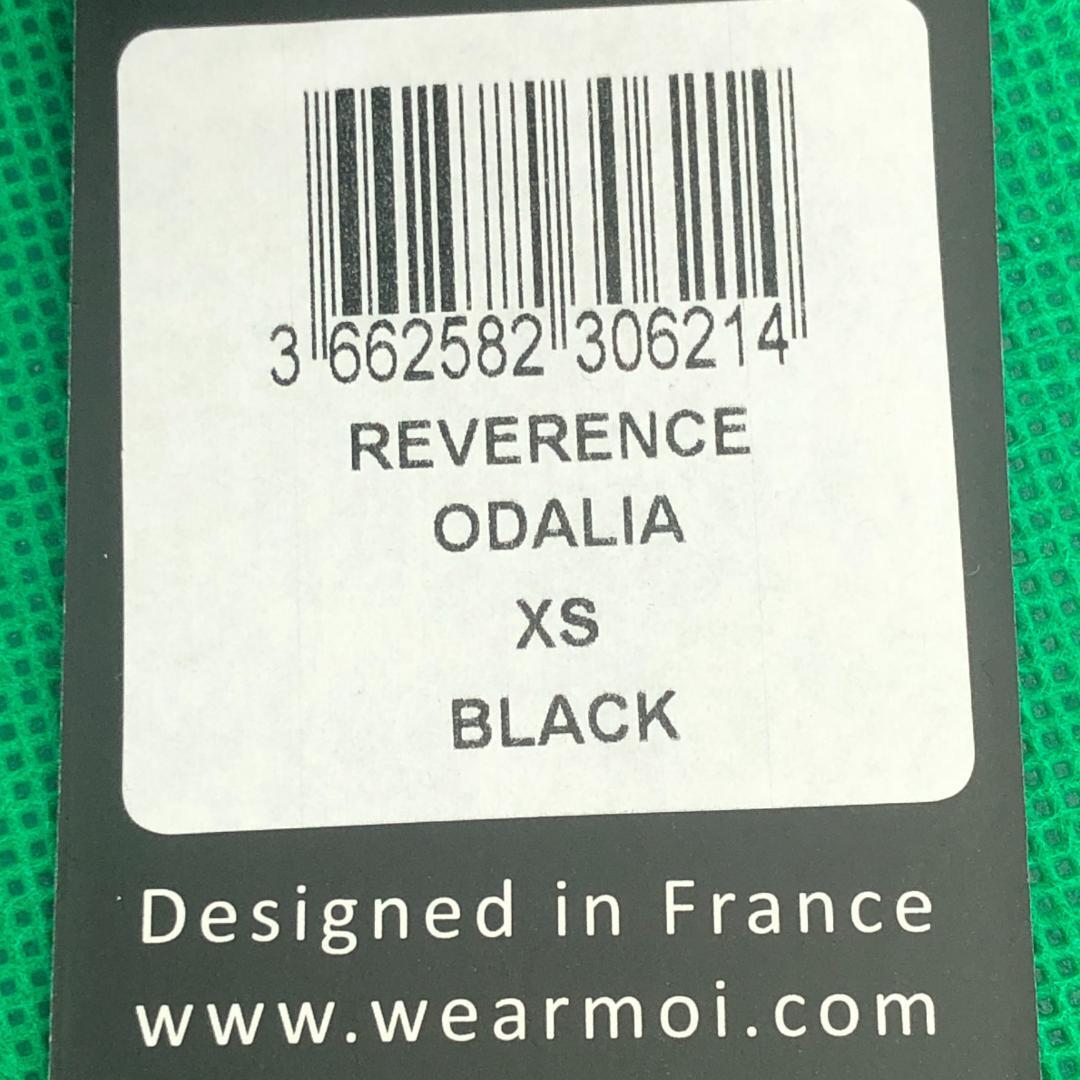 3 662582 306214
REVERENCE
ODALIA
XS
BLACK
Designed in France
www.wearmoi.com